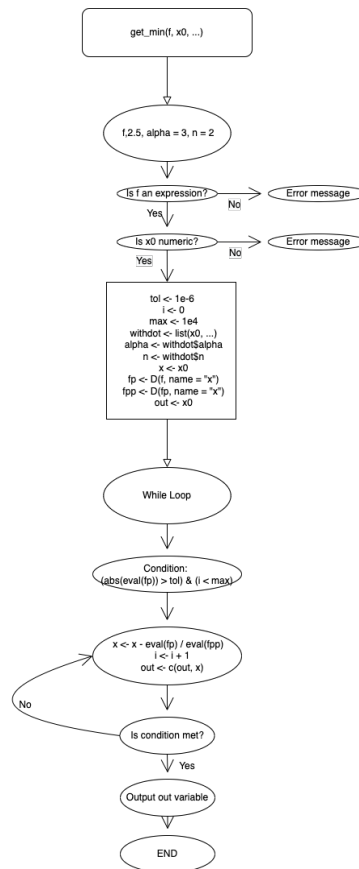 get_min(f, x0, ...)
f,2.5, alpha = 3, n = 2
Is f an expression?
No
Error message
Yes
Is x0 numeric?
No
Error message
Yes
tol <- 1e-6
i <- 0
max <- 1e4
withdot <- list(x0, ...)
alpha <- withdot$alpha
n <- withdot$n
x <- x0
fp <- D(f, name = "x")
fpp <- D(fp, name = "x")
out <- x0
While Loop
Condition:
(abs(eval(fp)) > tol) & (i < max)
x <- x - eval(fp) / eval(fpp)
i <- i + 1
out <- c(out, x)
No
Is condition met?
Yes
Output out variable
END